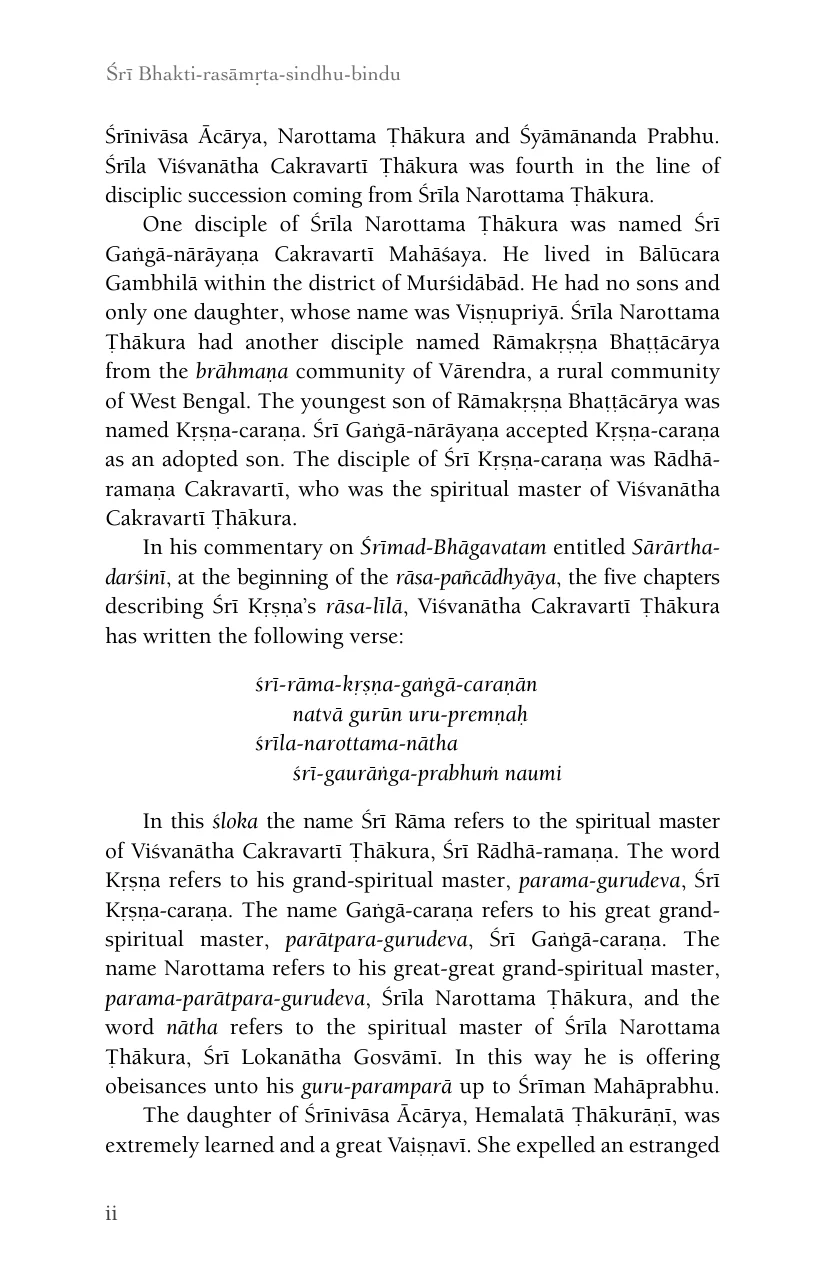 Śrī Bhakti-rasāmṛta-sindhu-bindu
Śrīnivāsa Ācārya, Narottama Ṭhākura and Śyāmānanda Prabhu.
Śrīla Viśvanātha Cakravartī Ṭhākura was fourth in the line of
disciplic succession coming from Śrīla Narottama Ṭhākura.
One disciple of Śrīla Narottama Ṭhākura was named Śrī
Gaṅgā-nārāyaṇa Cakravartī Mahāśaya. He lived in Bālūcara
Gambhilā within the district of Murśidābād. He had no sons and
only one daughter, whose name was Viṣṇupriyā. Śrīla Narottama
Ṭhākura had another disciple named Rāmakṛṣṇa Bhaṭṭācārya
from the brāhmaṇa community of Vārendra, a rural community
of West Bengal. The youngest son of Rāmakṛṣṇa Bhaṭṭācārya was
named Kṛṣṇa-caraṇa. Śrī Gaṅgā-nārāyaṇa accepted Kṛṣṇa-caraṇa
as an adopted son. The disciple of Śrī Kṛṣṇa-caraṇa was Rādhā-
ramaṇa Cakravartī, who was the spiritual master of Viśvanātha
Cakravartī Ṭhākura.
In his commentary on Śrīmad-Bhāgavatam entitled Sārārtha-
darśinī, at the beginning of the rāsa-pañcādhyāya, the five chapters
describing Śrī Kṛṣṇa’s rāsa-līlā, Viśvanātha Cakravartī Ṭhākura
has written the following verse:
śrī-rāma-kṛṣṇa-gaṅgā-caraṇān
natvā gurūn uru-premṇaḥ
śrīla-narottama-nātha
śrī-gaurāṅga-prabhuṁ naumi
In this śloka the name Śrī Rāma refers to the spiritual master
of Viśvanātha Cakravartī Ṭhākura, Śrī Rādhā-ramaṇa. The word
Kṛṣṇa refers to his grand-spiritual master, parama-gurudeva, Śrī
Kṛṣṇa-caraṇa. The name Gaṅgā-caraṇa refers to his great grand-
spiritual master, parātpara-gurudeva, Śrī Gaṅgā-caraṇa. The
name Narottama refers to his great-great grand-spiritual master,
parama-parātpara-gurudeva, Śrīla Narottama Ṭhākura, and the
word nātha refers to the spiritual master of Śrīla Narottama
Ṭhākura, Śrī Lokanātha Gosvāmī. In this way he is offering
obeisances unto his guru-paramparā up to Śrīman Mahāprabhu.
The daughter of Śrīnivāsa Ācārya, Hemalatā Ṭhākurāṇī, was
extremely learned and a great Vaiṣṇavī. She expelled an estranged
ii